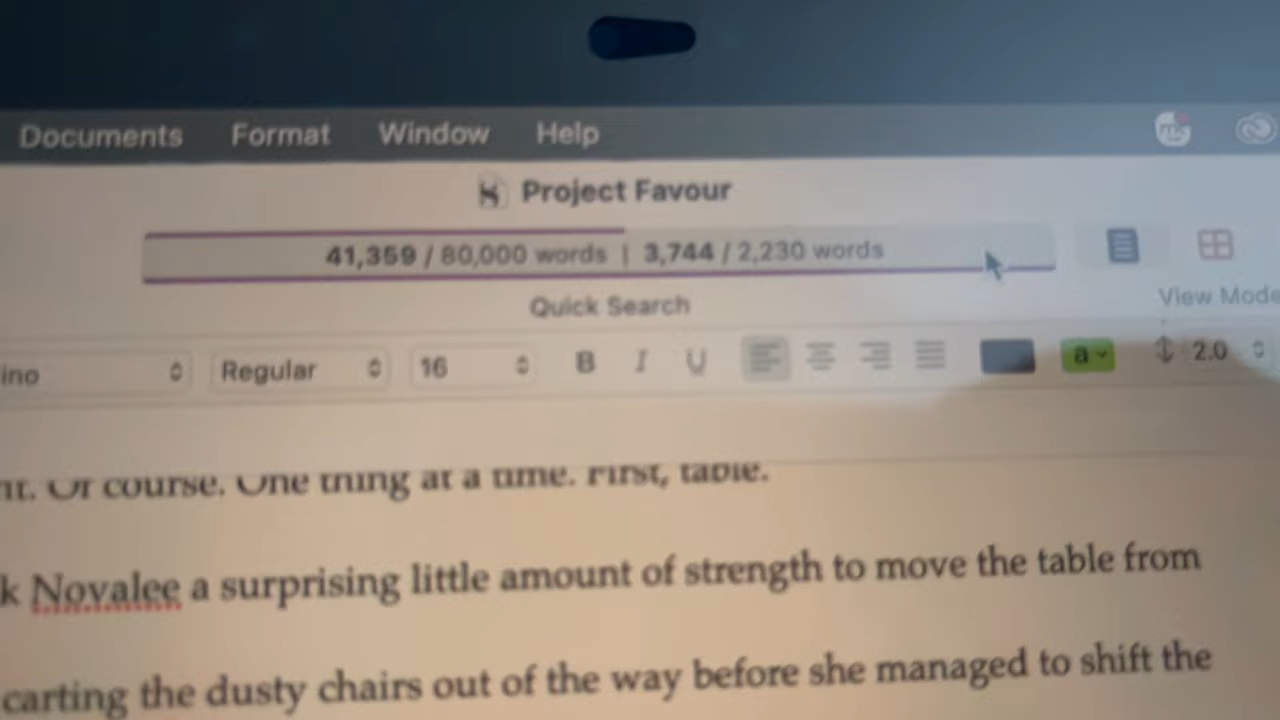 Documents Format Window Help
Project Favour
41,359 / 80,000 words | 3,744 / 2,230 words
Quick Search
View Mode
Regular 16 B I U a 2.0
Of course. One thing at a time. First, table.
Novalee a surprising little amount of strength to move the table from
carting the dusty chairs out of the way before she managed to shift the